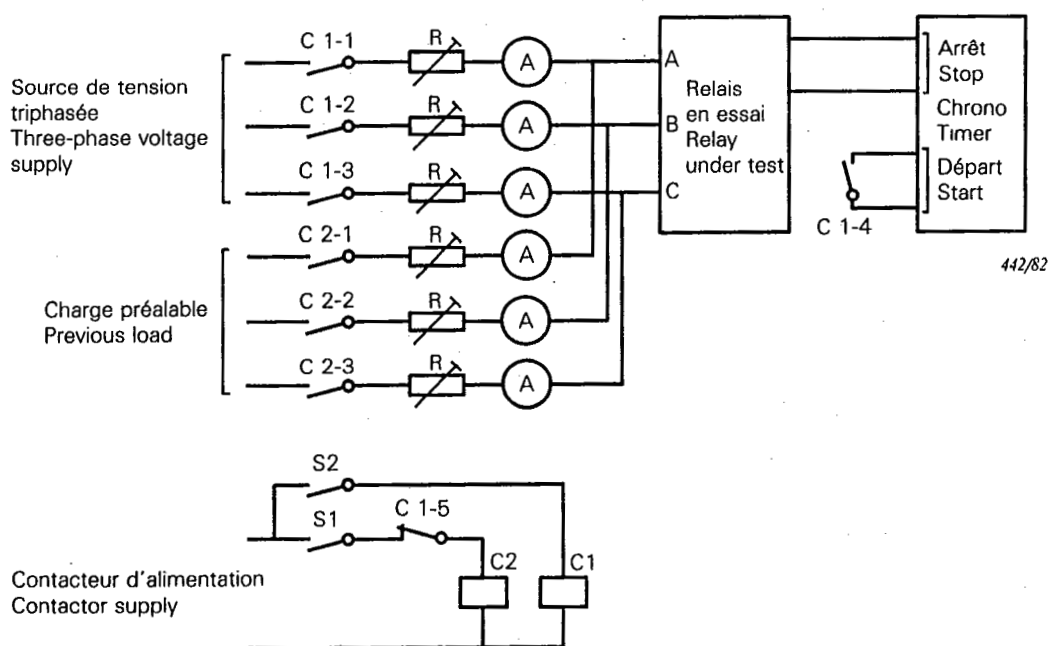 C 1-1
R
A
Source de tension
triphasée
Three-phase voltage
supply
C 1-2
R
A
C 1-3
R
A
C 2-1
R
A
Charge préalable
Previous load
C 2-2
R
A
C 2-3
R
A
A
B
C
Relais
en essai
Relay
under test
Arrêt
Stop
Chrono
Timer
Départ
Start
C 1-4
442/82
S2
S1
C 1-5
C2
C1
Contacteur d'alimentation
Contactor supply